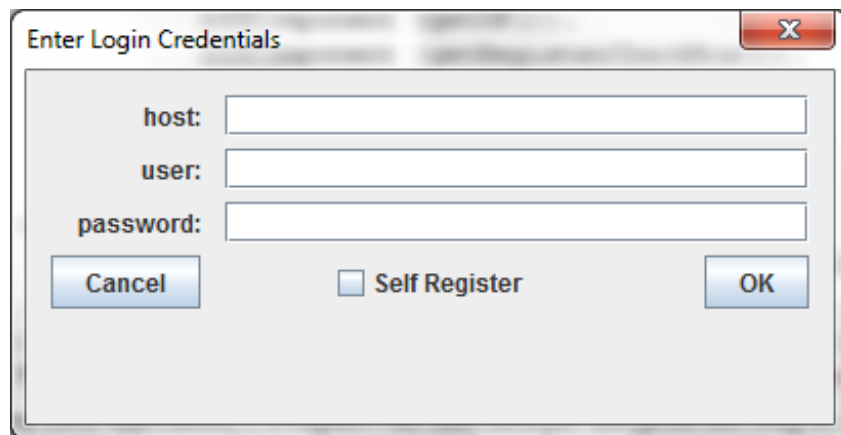 Enter Login Credentials
host:
user:
password:
Cancel Self Register OK